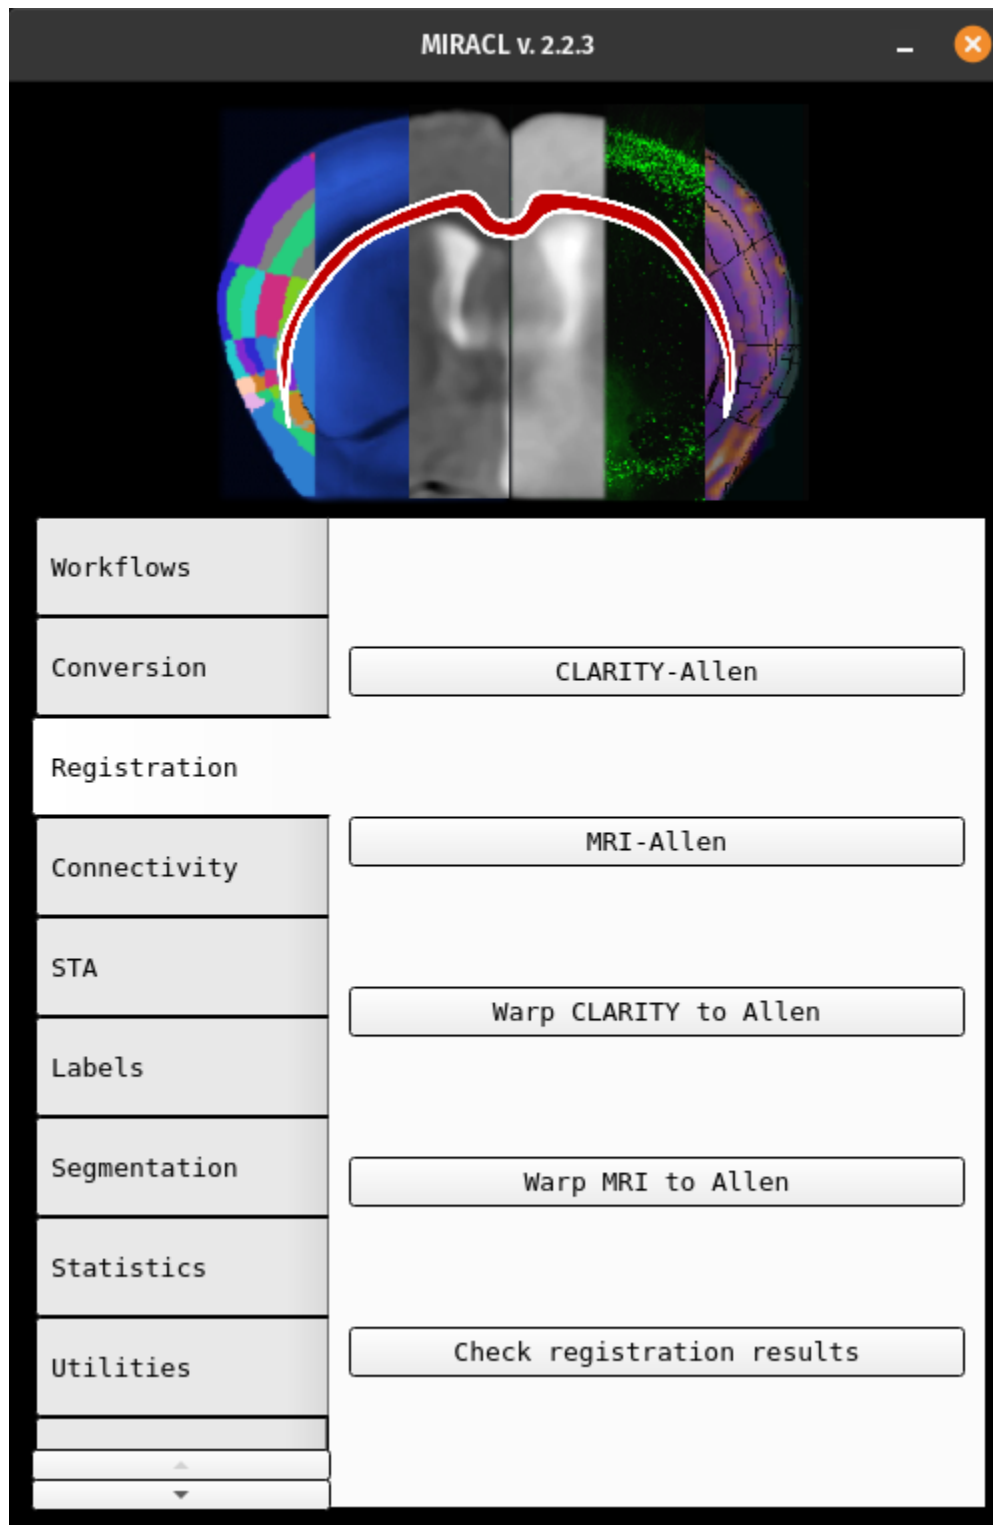 MIRACL v. 2.2.3
Workflows
Conversion
Registration
Connectivity
STA
Labels
Segmentation
Statistics
Utilities
CLARITY-Allen
MRI-Allen
Warp CLARITY to Allen
Warp MRI to Allen
Check registration results